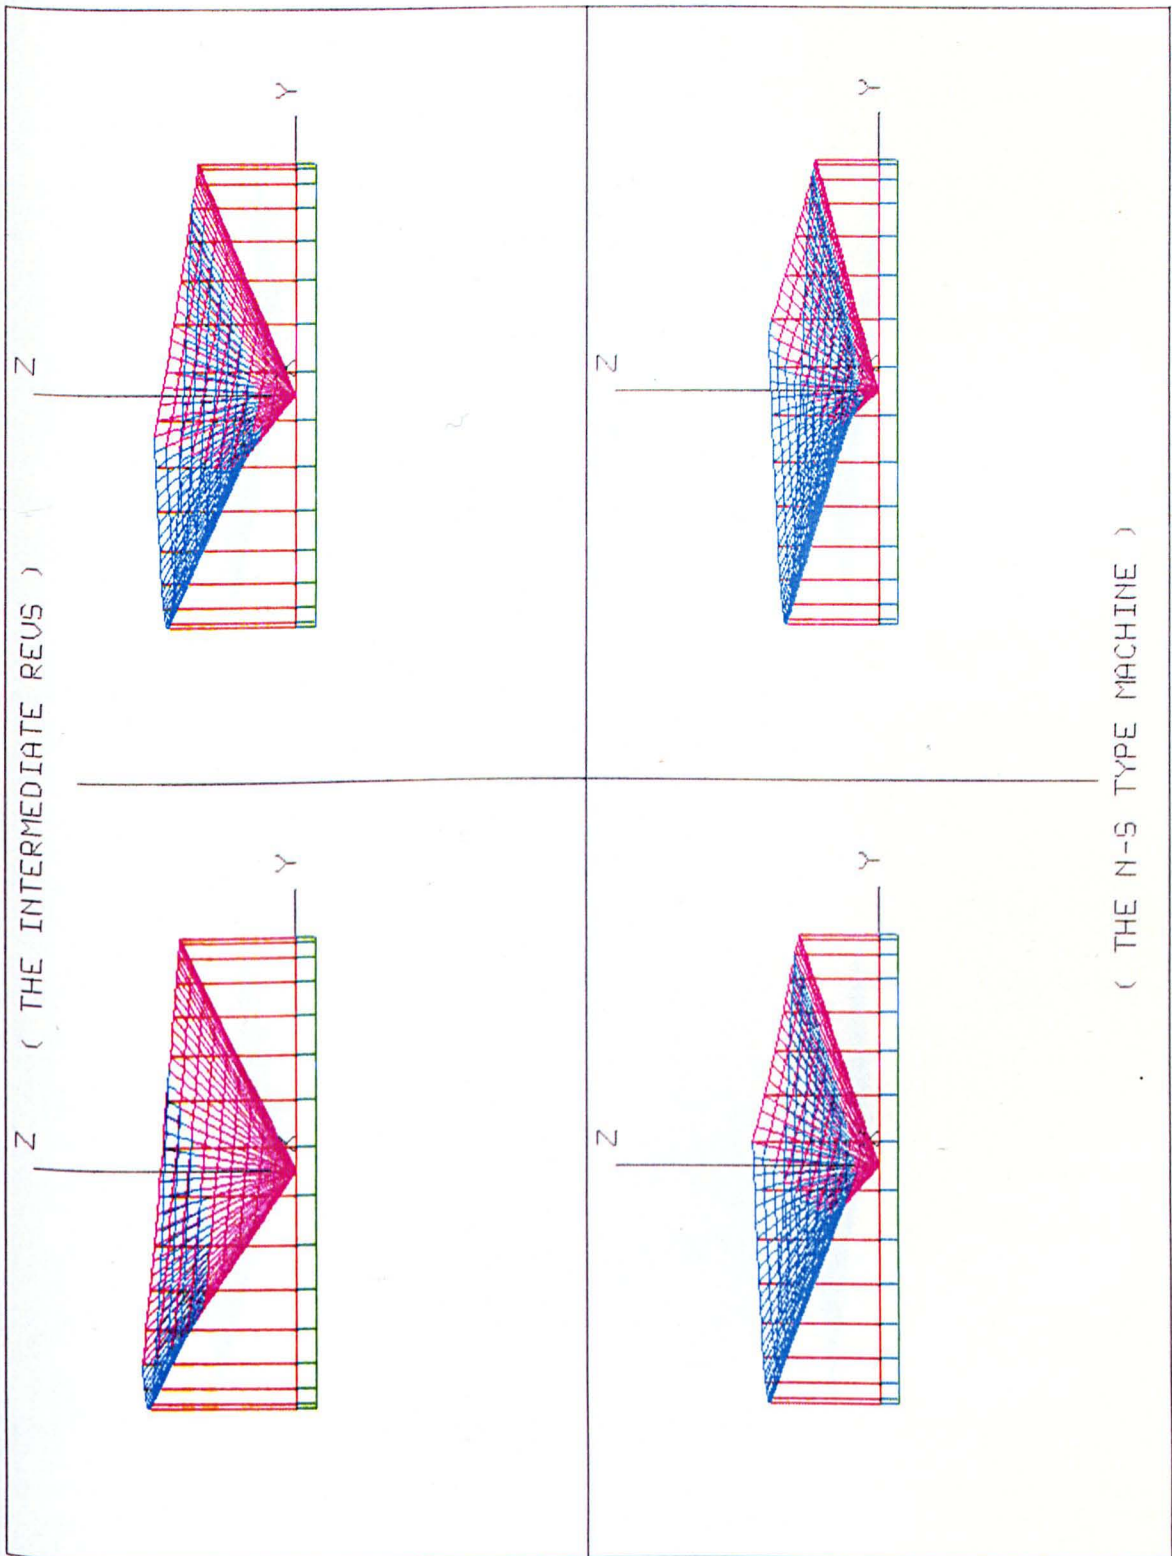 ( THE INTERMEDIATE REVS )
Z
Z
Y
Y
Z
Z
Y
Y
( THE N-S TYPE MACHINE )